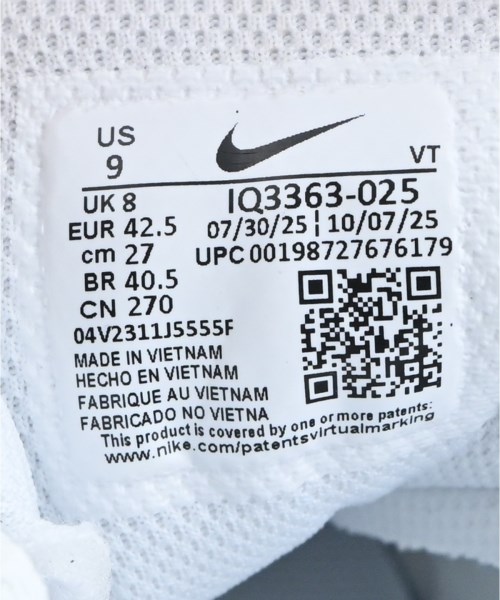 US
9
VT
UK 8
IQ3363-025
EUR 42.5
07/30/25 | 10/07/25
cm 27
UPC 00198727676179
BR 40.5
CN 270
04V2311J5555F
MADE IN VIETNAM
HECHO EN VIETNAM
FABRIQUE AU VIETNAM
FABRICADO NO VIETNA
This product is covered by one or more patents:
www.nike.com/patentsvirtualmarking